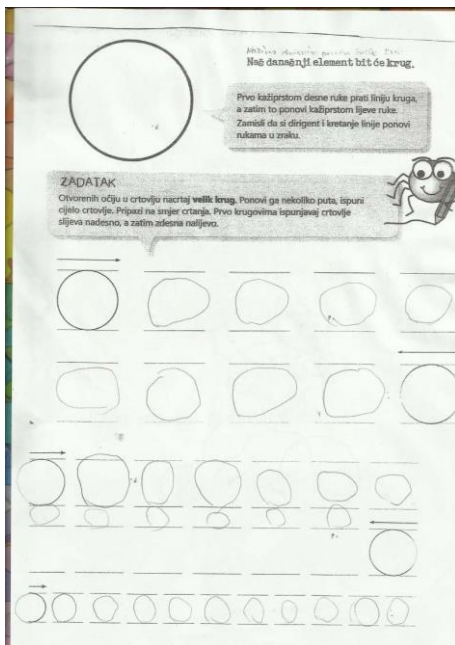 Naš dansėnji element bit će krug.
Prvo kažiprstom desne ruke prati liniju kruga,
a zatim to ponovi kažiprstom lijeve ruke.
Zamisli da si dirigent i kretanje linije ponovi
rukama u zraku.
ZADATAK
Otvorenih očiju u crtovlju nacrtaj velik krug. Ponovi ga nekoliko puta, ispuni
cijelo crtovlje. Pripazi na smjer crtanja. Prvo krugovima ispunjavaj crtovlje
slijeva nadesno, a zatim zdesna nalijevo.